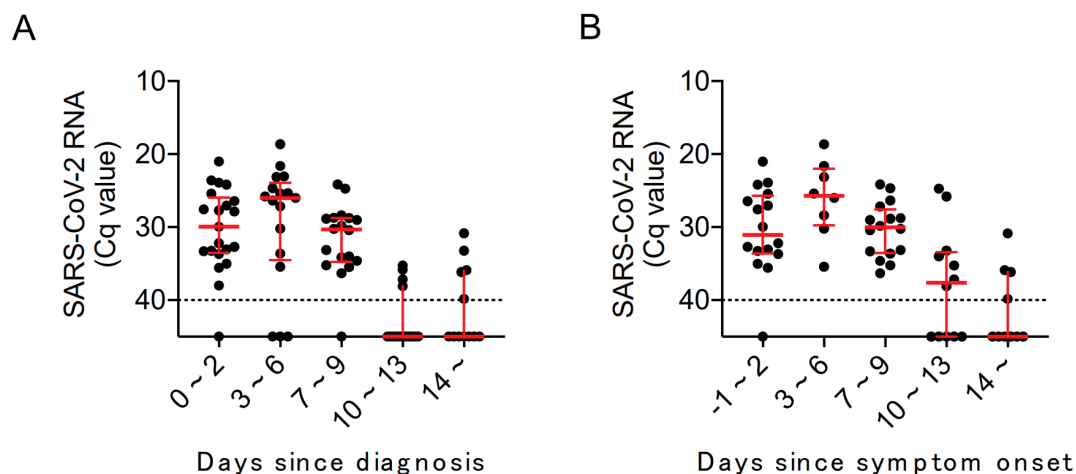 A
SARS-CoV-2 RNA
(Cq value)
10
20
30
40
0 ~ 2
3 ~ 6
7 ~ 9
10 ~ 13
14 ~
Days since diagnosis
B
SARS-CoV-2 RNA
(Cq value)
10
20
30
40
-1 ~ 2
3 ~ 6
7 ~ 9
10 ~ 13
14 ~
Days since symptom onset